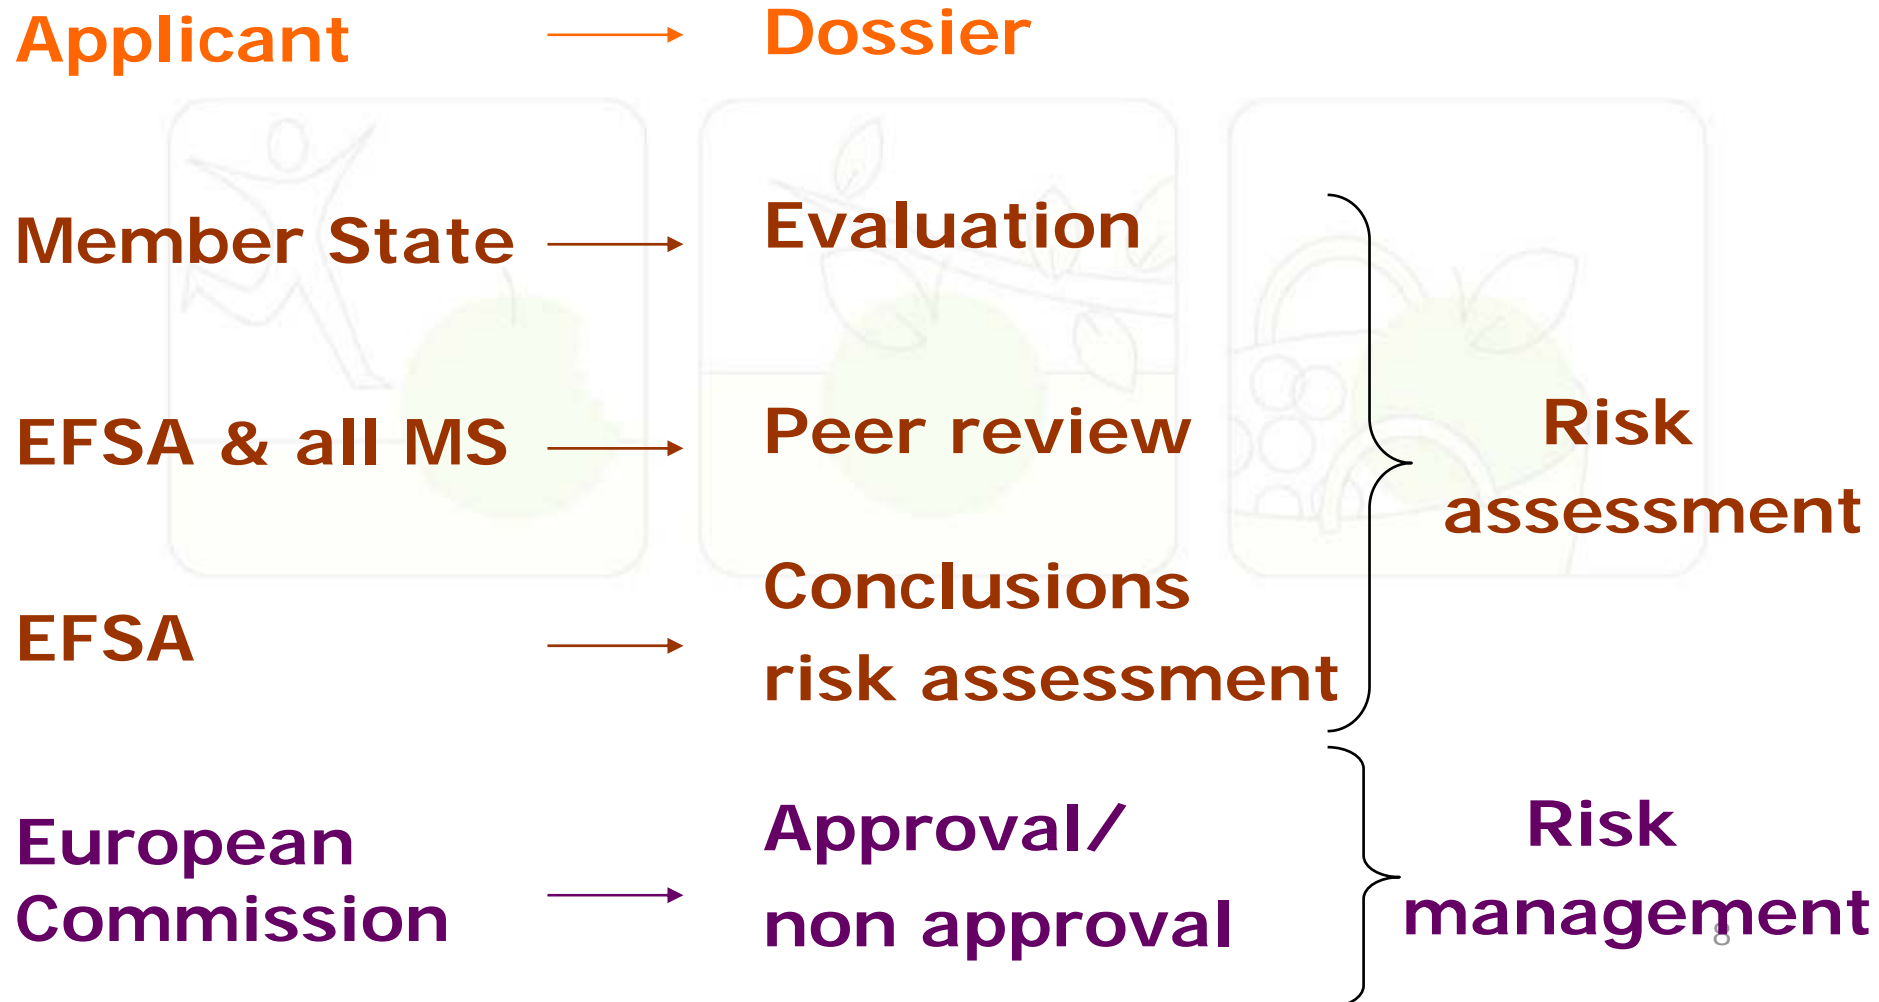 Applicant Dossier
Member State Evaluation
EFSA & all MS Peer review
Risk
assessment
EFSA Conclusions
risk assessment
European
Commission
Approval/
non approval
Risk
management
8